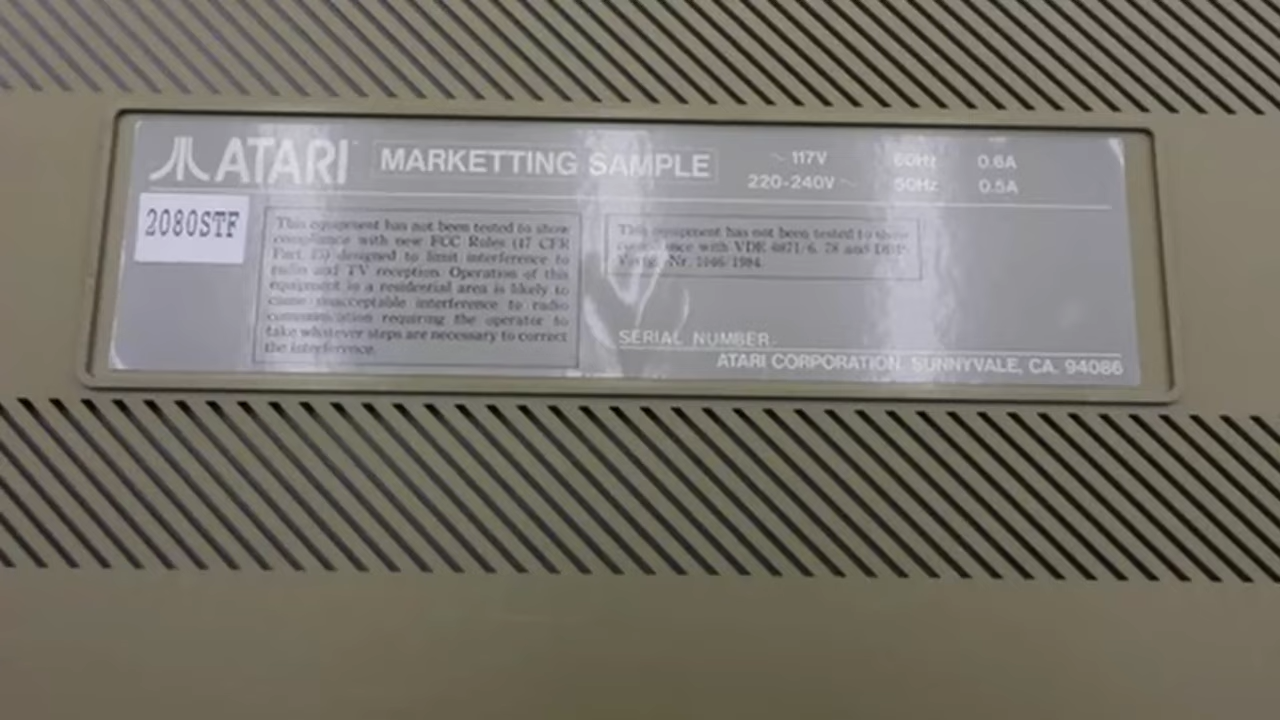 ATARI MARKETTING SAMPLE
~ 117V 60Hz 0.6A
220-240V ~ 50Hz 0.5A
2080STF
This equipment has not been tested to show
compliance with new FCC Rules (17 CFR
Part 15) designed to limit interference to
radio and TV reception. Operation of this
equipment in a residential area is likely to
cause unacceptable interference to radio
communication requiring the operator to
take whatever steps are necessary to correct
the interference.
This equipment has not been tested to show
compliance with VDE 0871/6. 78 and
Nr. 1046/1984.
SERIAL NUMBER.
ATARI CORPORATION, SUNNYVALE, CA. 94086